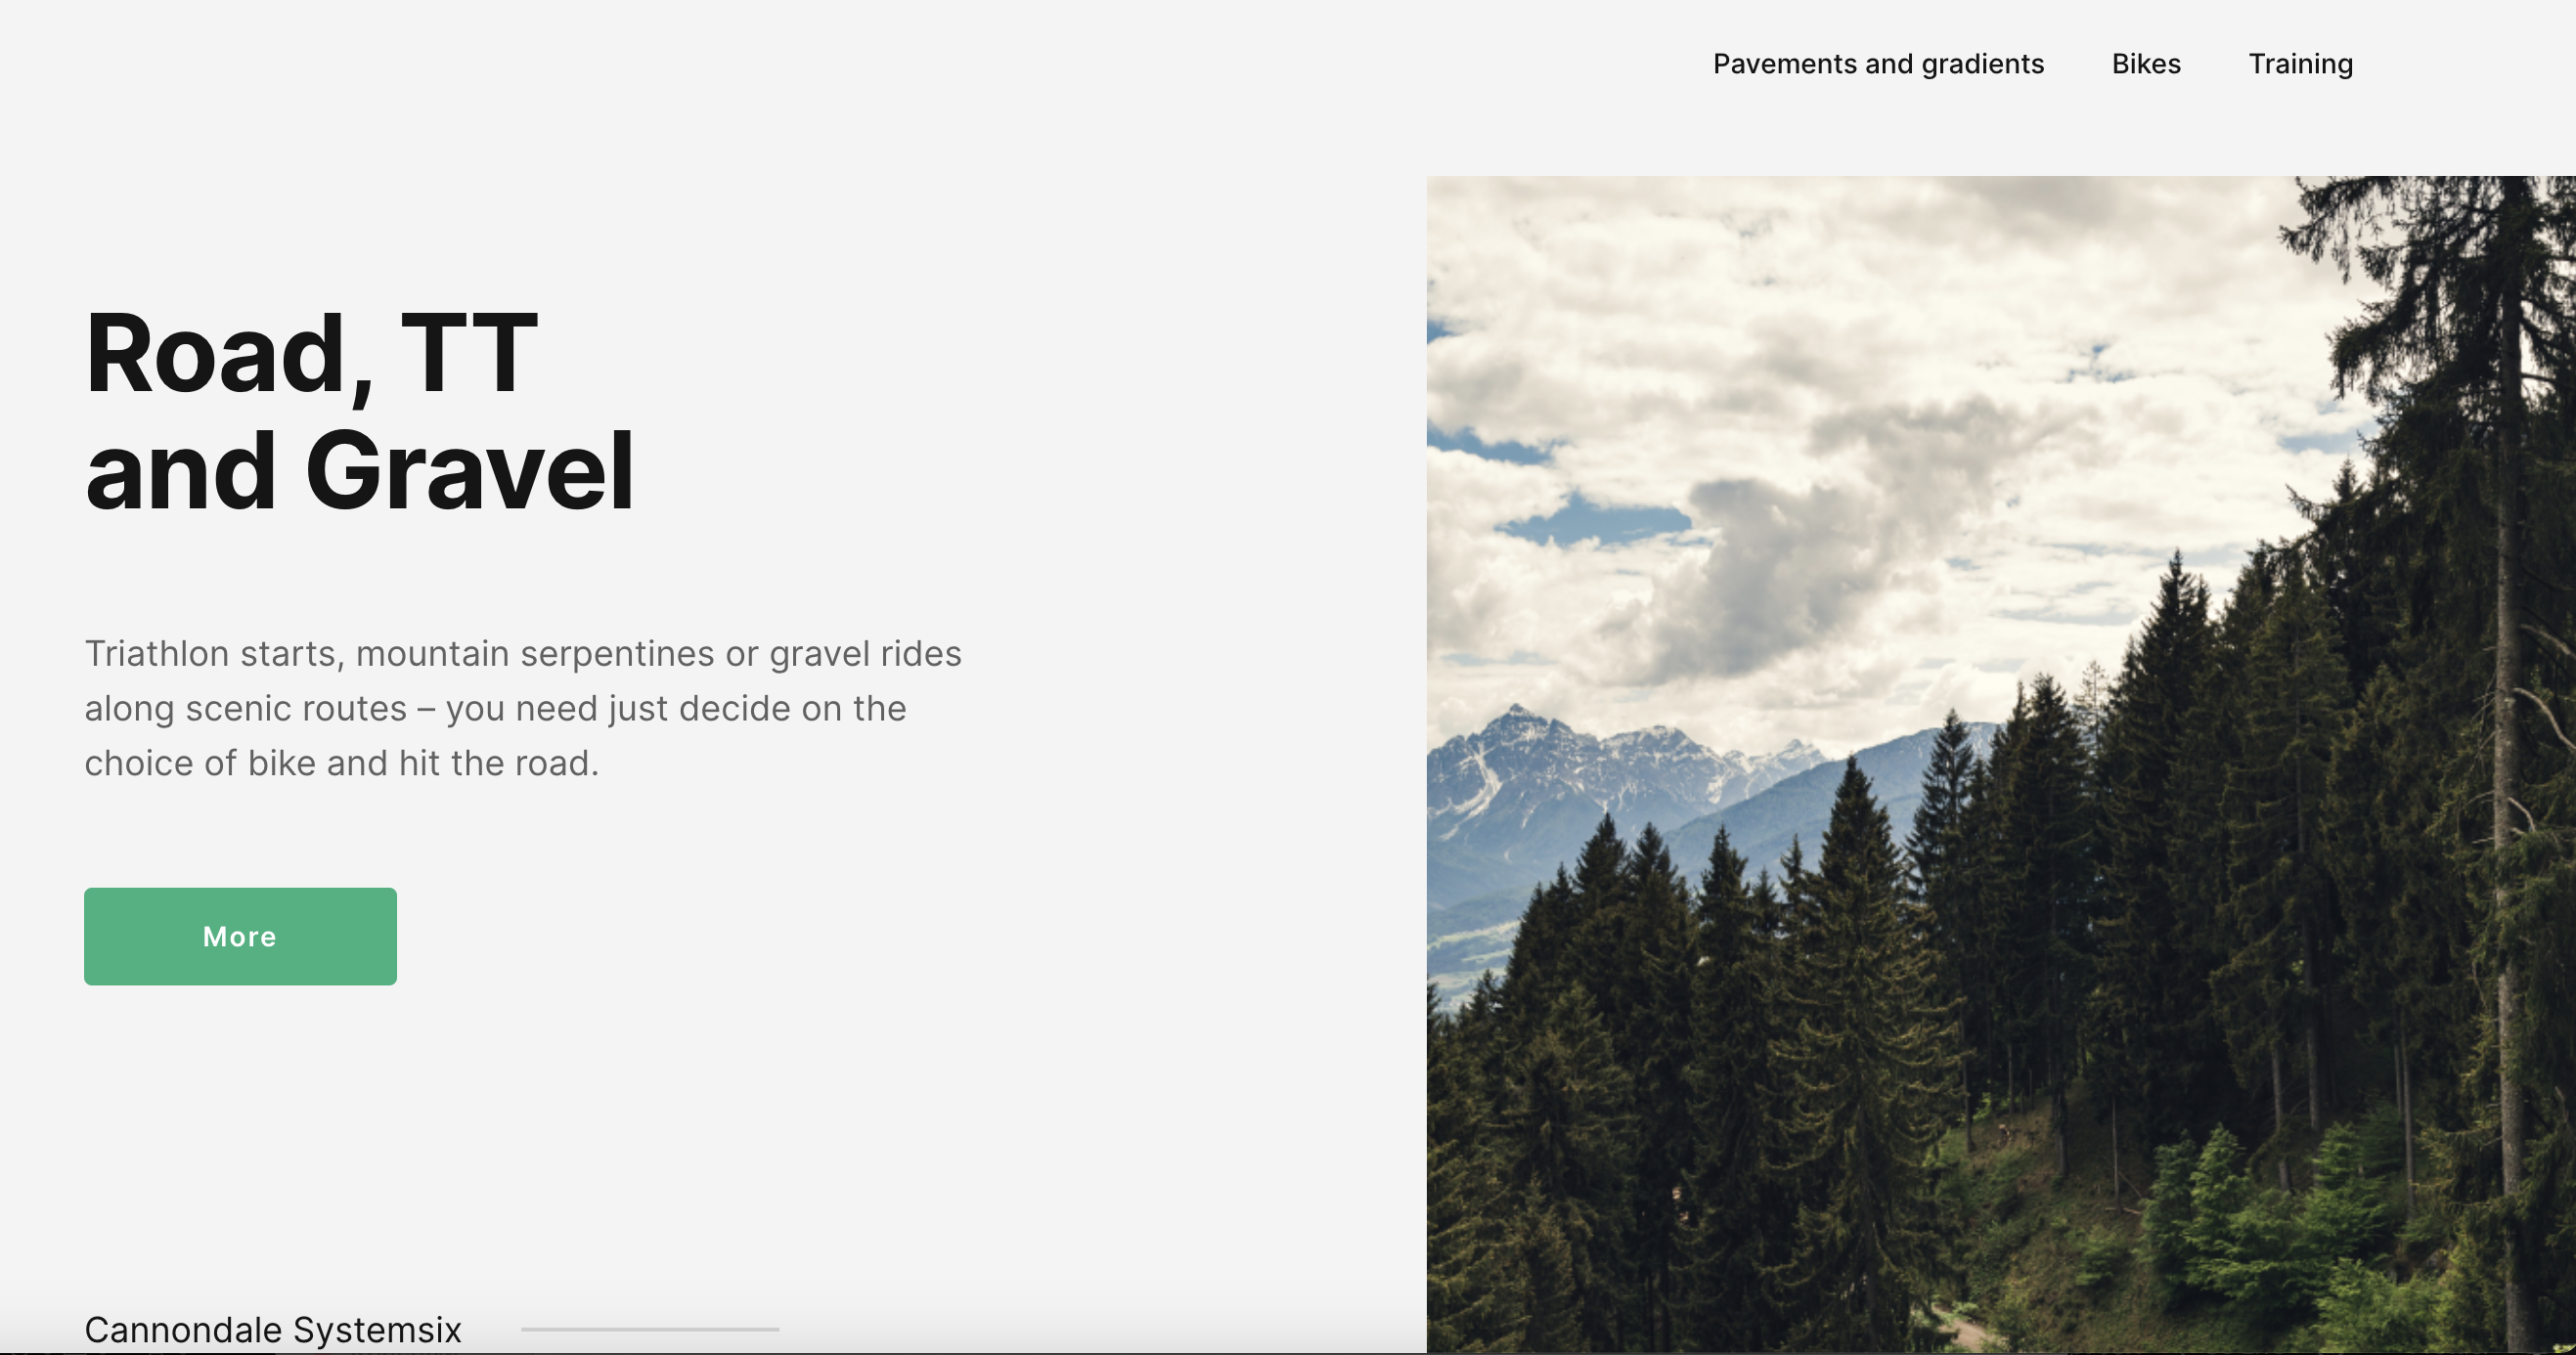 Pavements and gradients
Bikes
Training
Road, TT
and Gravel
Triathlon starts, mountain serpentines or gravel rides
along scenic routes – you need just decide on the
choice of bike and hit the road.
More
Cannondale Systemsix